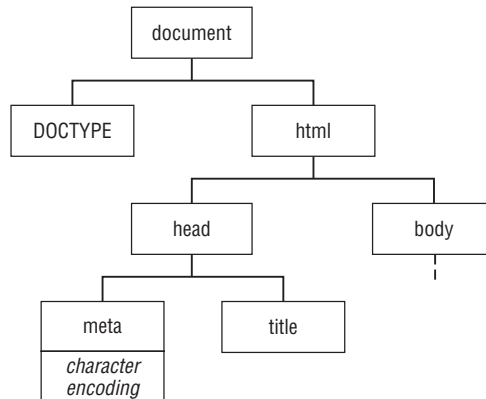 document
DOCTYPE
html
head
body
meta
title
character
encoding